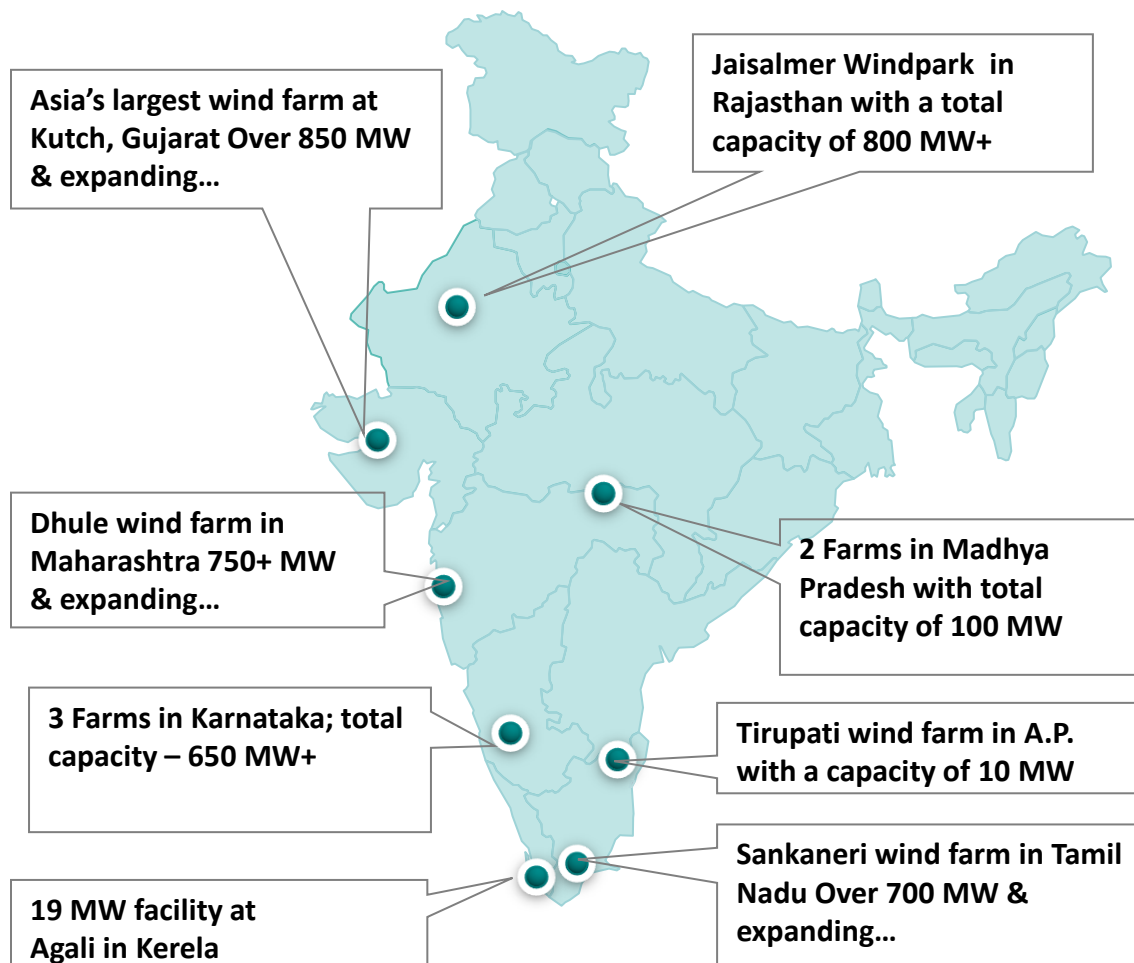 Asia’s largest wind farm at
Kutch, Gujarat Over 850 MW
& expanding…
Jaisalmer Windpark in
Rajasthan with a total
capacity of 800 MW+
Dhule wind farm in
Maharashtra 750+ MW
& expanding…
2 Farms in Madhya
Pradesh with total
capacity of 100 MW
3 Farms in Karnataka; total
capacity – 650 MW+
Tirupati wind farm in A.P.
with a capacity of 10 MW
Sankaneri wind farm in Tamil
Nadu Over 700 MW &
expanding…
19 MW facility at
Agali in Kerela